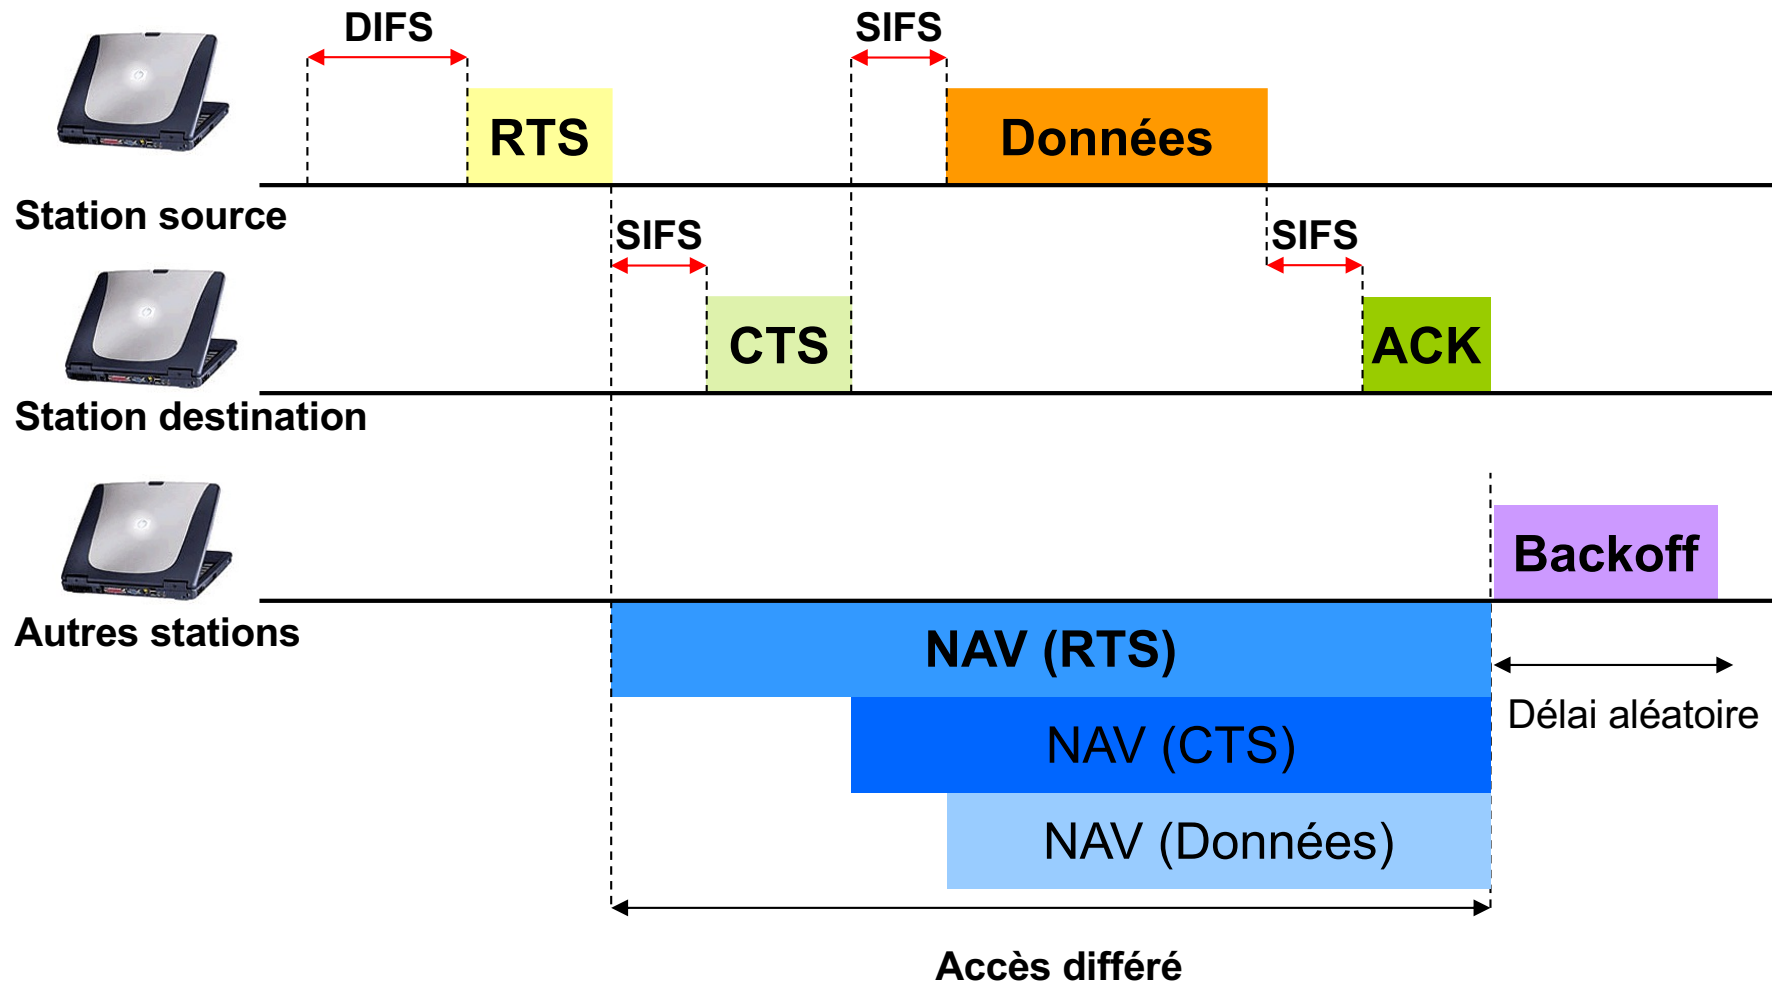 DIFS
SIFS
RTS
Données
Station source
SIFS
SIFS
CTS
ACK
Station destination
Backoff
Autres stations
NAV (RTS)
Délai aléatoire
NAV (CTS)
NAV (Données)
Accès différé